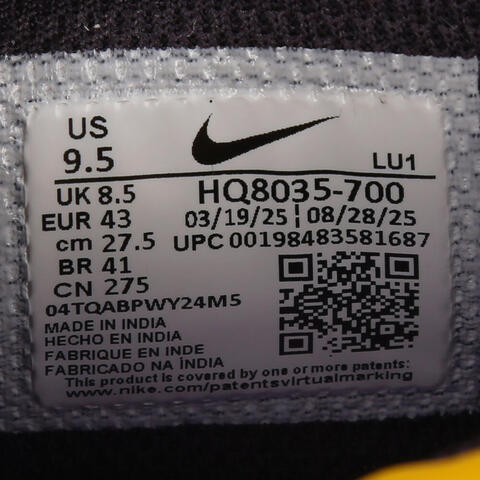 US
9.5
LU1
UK 8.5
HQ8035-700
EUR 43
03/19/25 | 08/28/25
cm 27.5
UPC 00198483581687
BR 41
CN 275
04TQABPWY24M5
MADE IN INDIA
HECHO EN INDIA
FABRIQUE EN INDE
FABRICADO NA ÍNDIA
This product is covered by one or more patents:
www.nike.com/patentsvirtualmarking